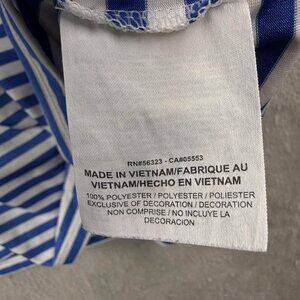 RN#56323 - CA#05553
MADE IN VIETNAM/FABRIQUE AU
VIETNAM/HECHO EN VIETNAM
100% POLYESTER / POLYESTER / POLIÉSTER
EXCLUSIVE OF DECORATION / DECORATION
NON COMPRISE / NO INCLUYE LA
DECORACION